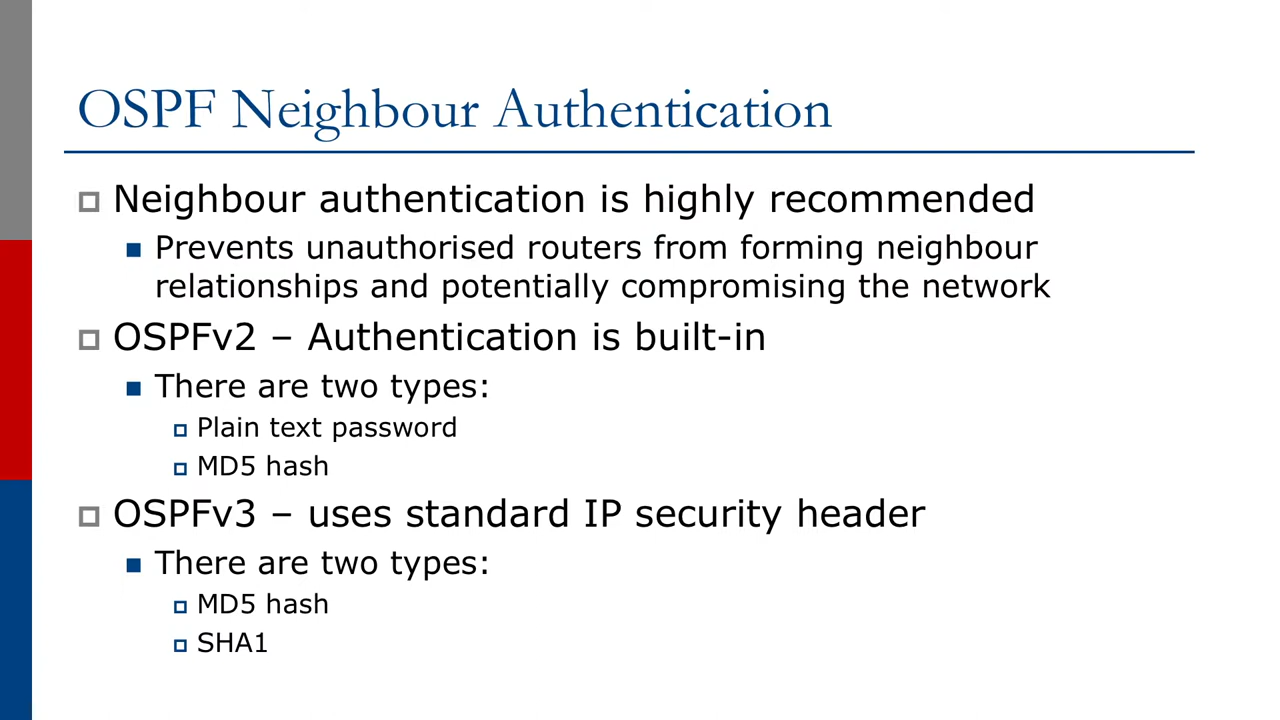 OSPF Neighbour Authentication
Neighbour authentication is highly recommended
Prevents unauthorised routers from forming neighbour
relationships and potentially compromising the network
OSPFv2 – Authentication is built-in
There are two types:
Plain text password
MD5 hash
OSPFv3 – uses standard IP security header
There are two types:
MD5 hash
SHA1